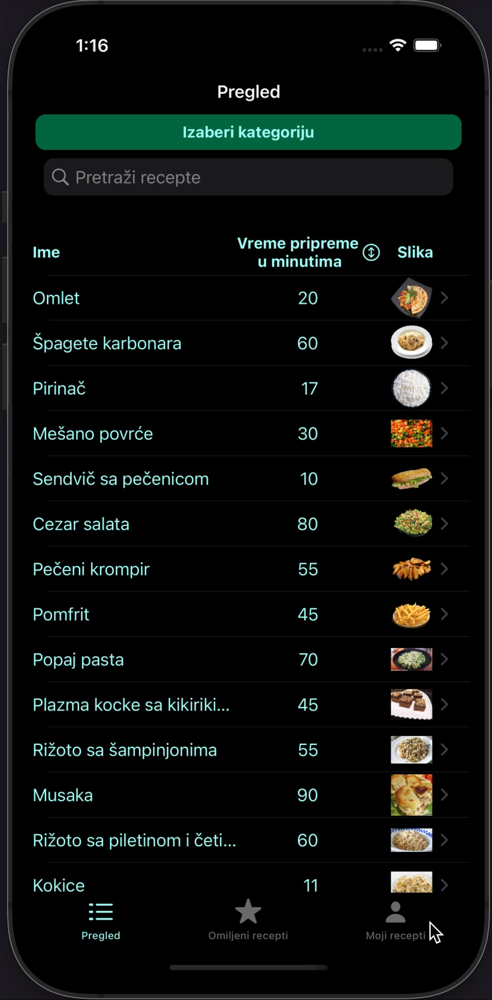 1:16
Pregled
Izaberi kategoriju
Pretraži recepte
Ime
Vreme pripreme
u minutima
Slika
Omlet 20
Špagete karbonara 60
Pirinač 17
Mešano povrće 30
Sendvič sa pečenicom 10
Cezar salata 80
Pečeni krompir 55
Pomfrit 45
Popaj pasta 70
Plazma kocke sa kikiriki... 45
Rižoto sa šampinjonima 55
Musaka 90
Rižoto sa piletinom i četi... 60
Kokice 11
Pregled
Omiljeni recepti
Moji recepti